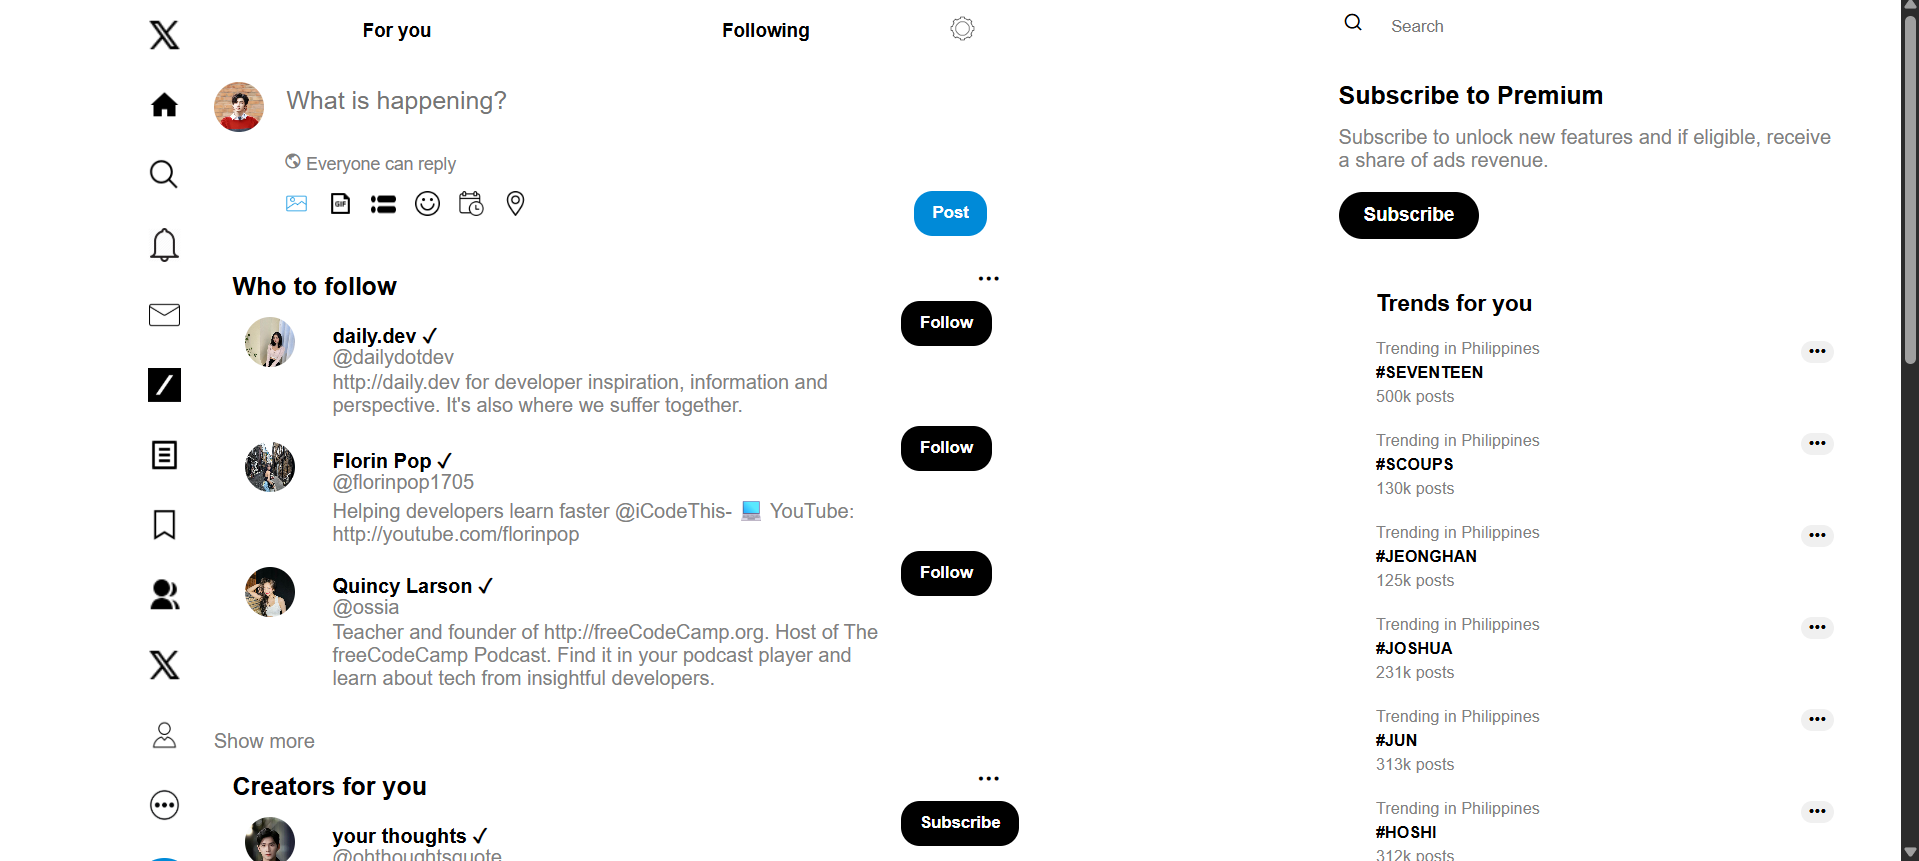 For you
Following
What is happening?
Everyone can reply
GIF
Post
Who to follow
daily.dev ✓
@dailydotdev
http://daily.dev for developer inspiration, information and
perspective. It's also where we suffer together.
Follow
Florin Pop ✓
@florinpop1705
Helping developers learn faster @iCodeThis- 💻 YouTube:
http://youtube.com/florinpop
Follow
Quincy Larson ✓
@ossia
Teacher and founder of http://freeCodeCamp.org. Host of The
freeCodeCamp Podcast. Find it in your podcast player and
learn about tech from insightful developers.
Follow
Show more
Creators for you
your thoughts ✓
@ohthoughtsquote
Subscribe
Search
Subscribe to Premium
Subscribe to unlock new features and if eligible, receive
a share of ads revenue.
Subscribe
Trends for you
Trending in Philippines
#SEVENTEEN
500k posts
Trending in Philippines
#SCOUPS
130k posts
Trending in Philippines
#JEONGHAN
125k posts
Trending in Philippines
#JOSHUA
231k posts
Trending in Philippines
#JUN
313k posts
Trending in Philippines
#HOSHI
312k posts